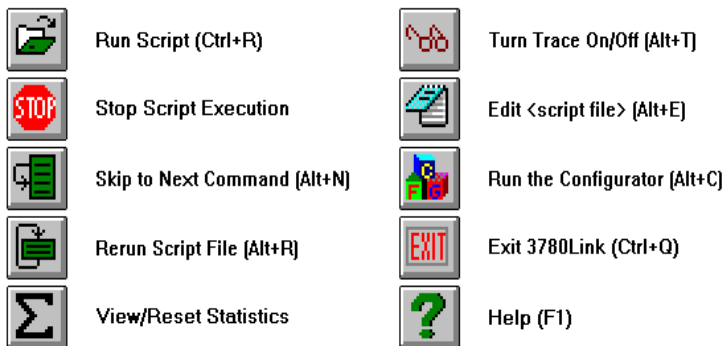 Run Script (Ctrl+R)
Turn Trace On/Off (Alt+T)
STOP
Stop Script Execution
Edit <script file> (Alt+E)
Skip to Next Command (Alt+N)
C
F G
Run the Configurator (Alt+C)
Rerun Script File (Alt+R)
EXIT
Exit 3780Link (Ctrl+Q)
Σ
View/Reset Statistics
?
Help (F1)